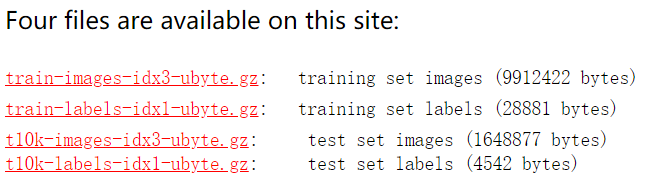 Four files are available on this site:
train-images-idx3-ubyte.gz: training set images (9912422 bytes)
train-labels-idx1-ubyte.gz: training set labels (28881 bytes)
t10k-images-idx3-ubyte.gz: test set images (1648877 bytes)
t10k-labels-idx1-ubyte.gz: test set labels (4542 bytes)